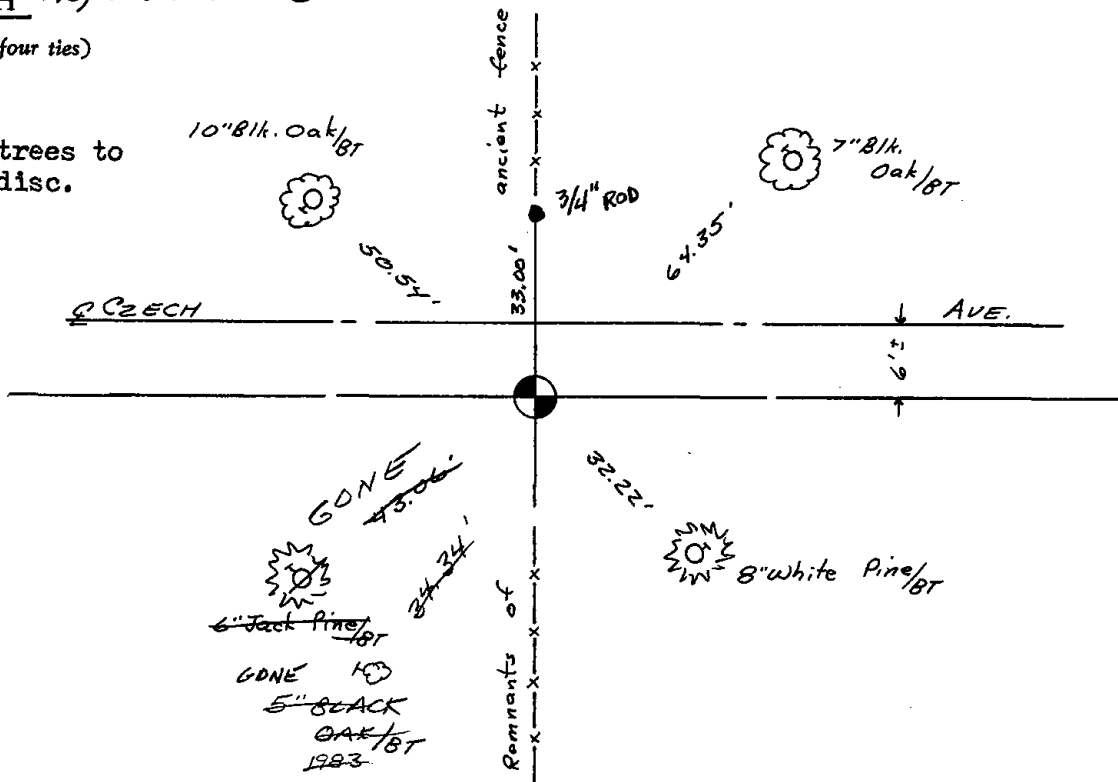 four ties)
trees to
disc.
10" Blk. Oak/BT
ancient fence
7" Blk.
Oak/BT
3/4" ROD
50.54'
33.00'
64.35'
℄ CZECH AVE.
6'±
GONE
43.06'
34.34'
32.22'
6" Jack Pine/BT
8" White Pine/BT
GONE
5" BLACK
OAK/BT
1983
Remnants of